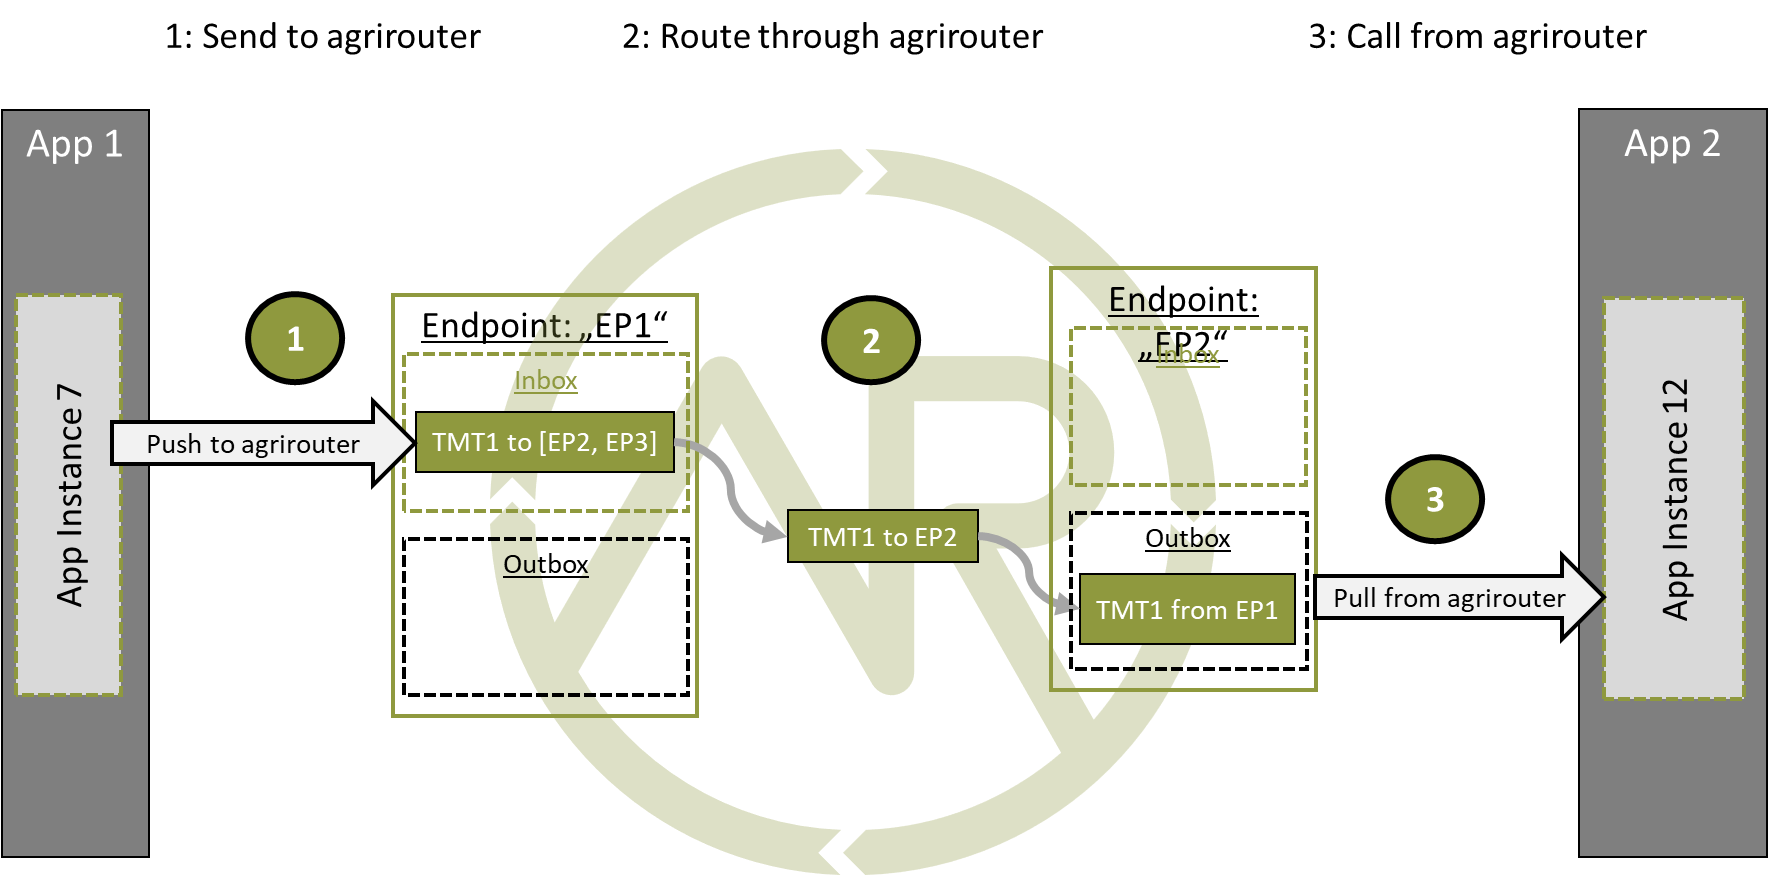 1: Send to agrirouter
2: Route through agrirouter
3: Call from agrirouter
App 1
App Instance 7
1
Push to agrirouter
Endpoint: „EP1“
Inbox
TMT1 to [EP2, EP3]
Outbox
2
TMT1 to EP2
Endpoint:
„EP2“
Inbox
Outbox
TMT1 from EP1
3
Pull from agrirouter
App 2
App Instance 12